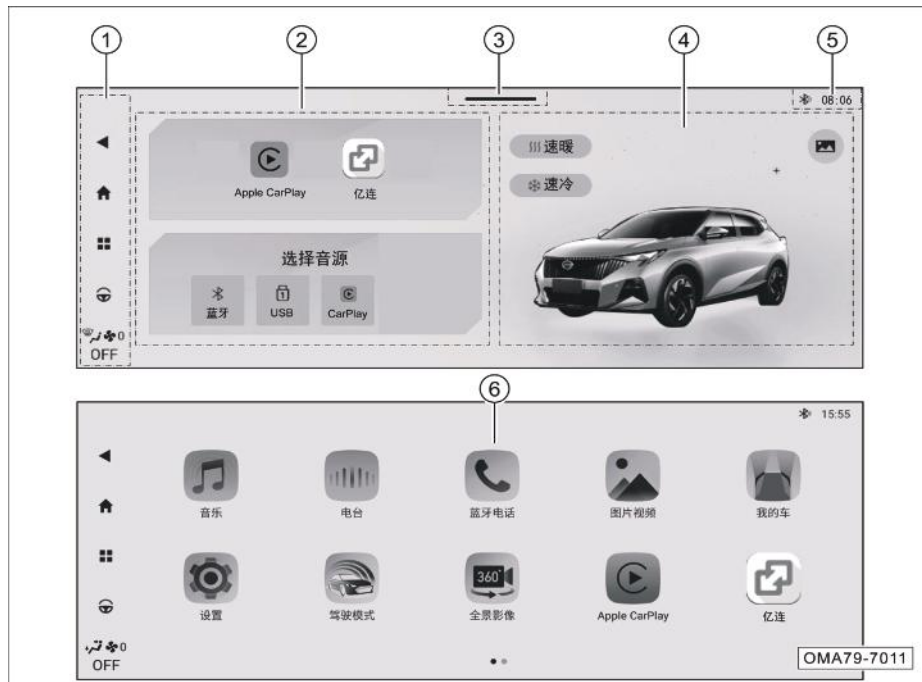 1
2
3
4
5
08:06
速暖
速冷
Apple CarPlay
亿连
选择音源
蓝牙
1
USB
CarPlay
0
OFF
6
15:55
音乐
电台
蓝牙电话
图片视频
我的车
360°
设置
驾驶模式
全景影像
Apple CarPlay
亿连
0
OFF
OMA79-7011